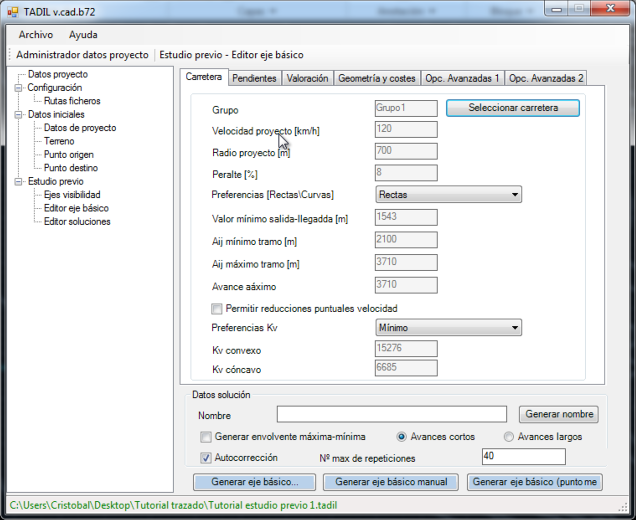 TADIL v.cad.b72
Archivo Ayuda
Administrador datos proyecto Estudio previo - Editor eje básico
Datos proyecto
Configuración
Rutas ficheros
Datos iniciales
Datos de proyecto
Terreno
Punto origen
Punto destino
Estudio previo
Ejes visibilidad
Editor eje básico
Editor soluciones
Carretera Pendientes Valoración Geometría y costes Opc. Avanzadas 1 Opc. Avanzadas 2
Grupo Grupo1 Seleccionar carretera
Velocidad proyecto [km/h] 120
Radio proyecto [m] 700
Peralte [%] 8
Preferencias [Rectas\Curvas] Rectas
Valor mínimo salida-llegadda [m] 1543
Aij mínimo tramo [m] 2100
Aij máximo tramo [m] 3710
Avance aáximo 3710
Permitir reducciones puntuales velocidad
Preferencias Kv Mínimo
Kv convexo 15276
Kv cóncavo 6685
Datos solución
Nombre Generar nombre
Generar envolvente máxima-mínima Avances cortos Avances largos
Autocorrección Nº max de repeticiones 40
Generar eje básico... Generar eje básico manual Generar eje básico (punto me
C:\Users\Cristobal\Desktop\Tutorial trazado\Tutorial estudio previo 1.tadil